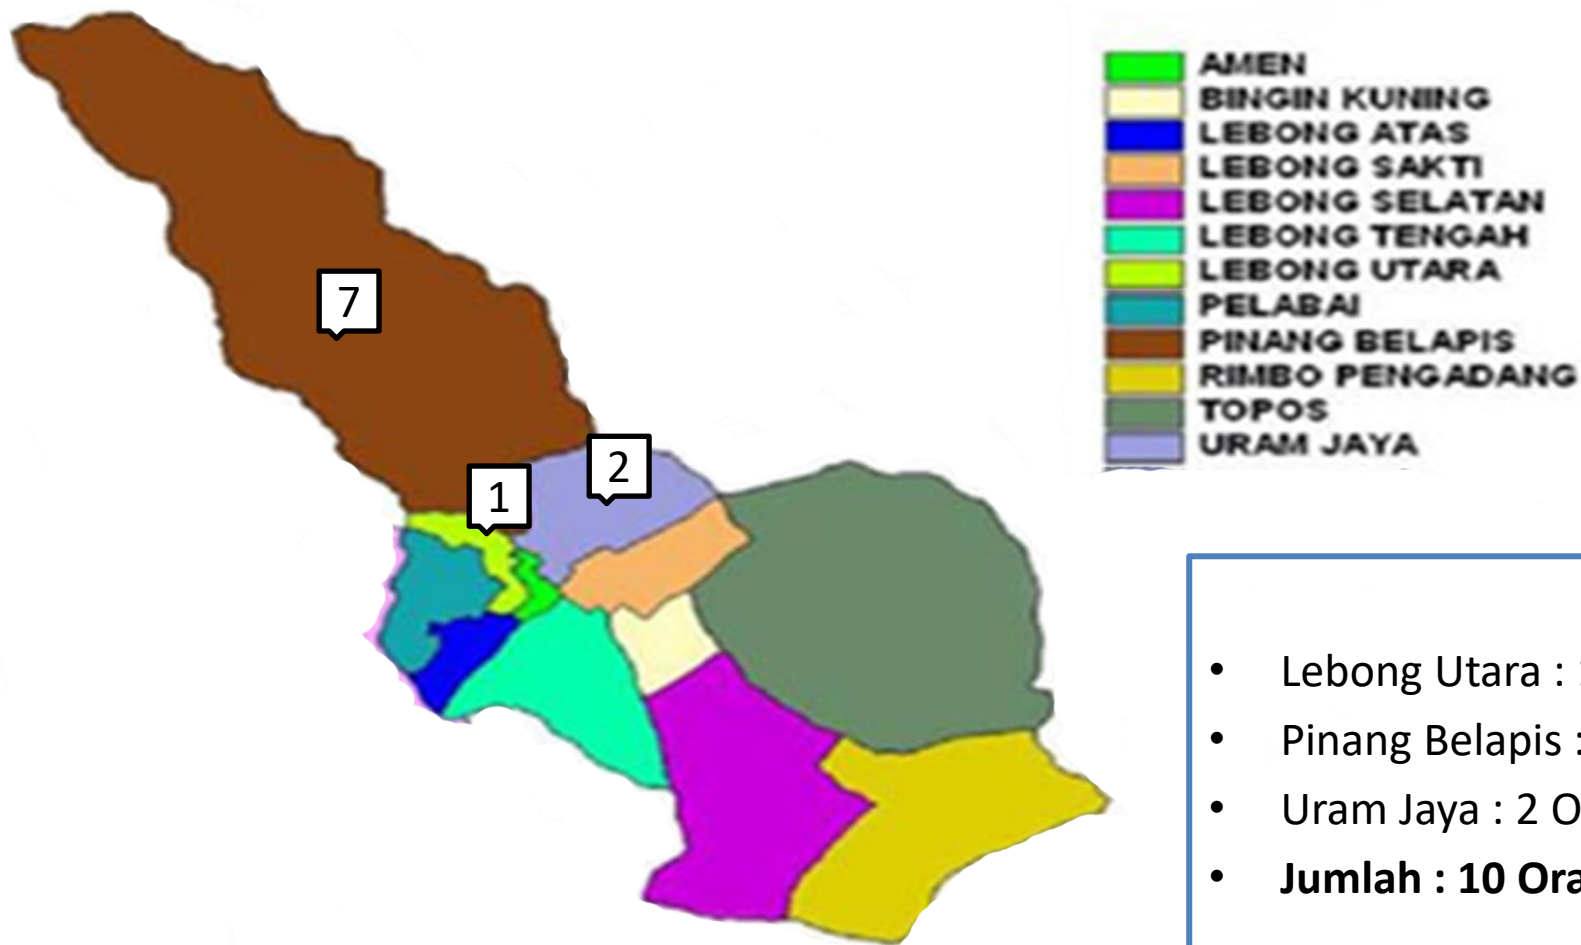 AMEN
BINGIN KUNING
LEBONG ATAS
LEBONG SAKTI
LEBONG SELATAN
LEBONG TENGAH
LEBONG UTARA
PELABAI
PINANG BELAPIS
RIMBO PENGADANG
TOPOS
URAM JAYA
7
2
1
• Lebong Utara :
• Pinang Belapis :
• Uram Jaya : 2 O
• Jumlah : 10 Ora